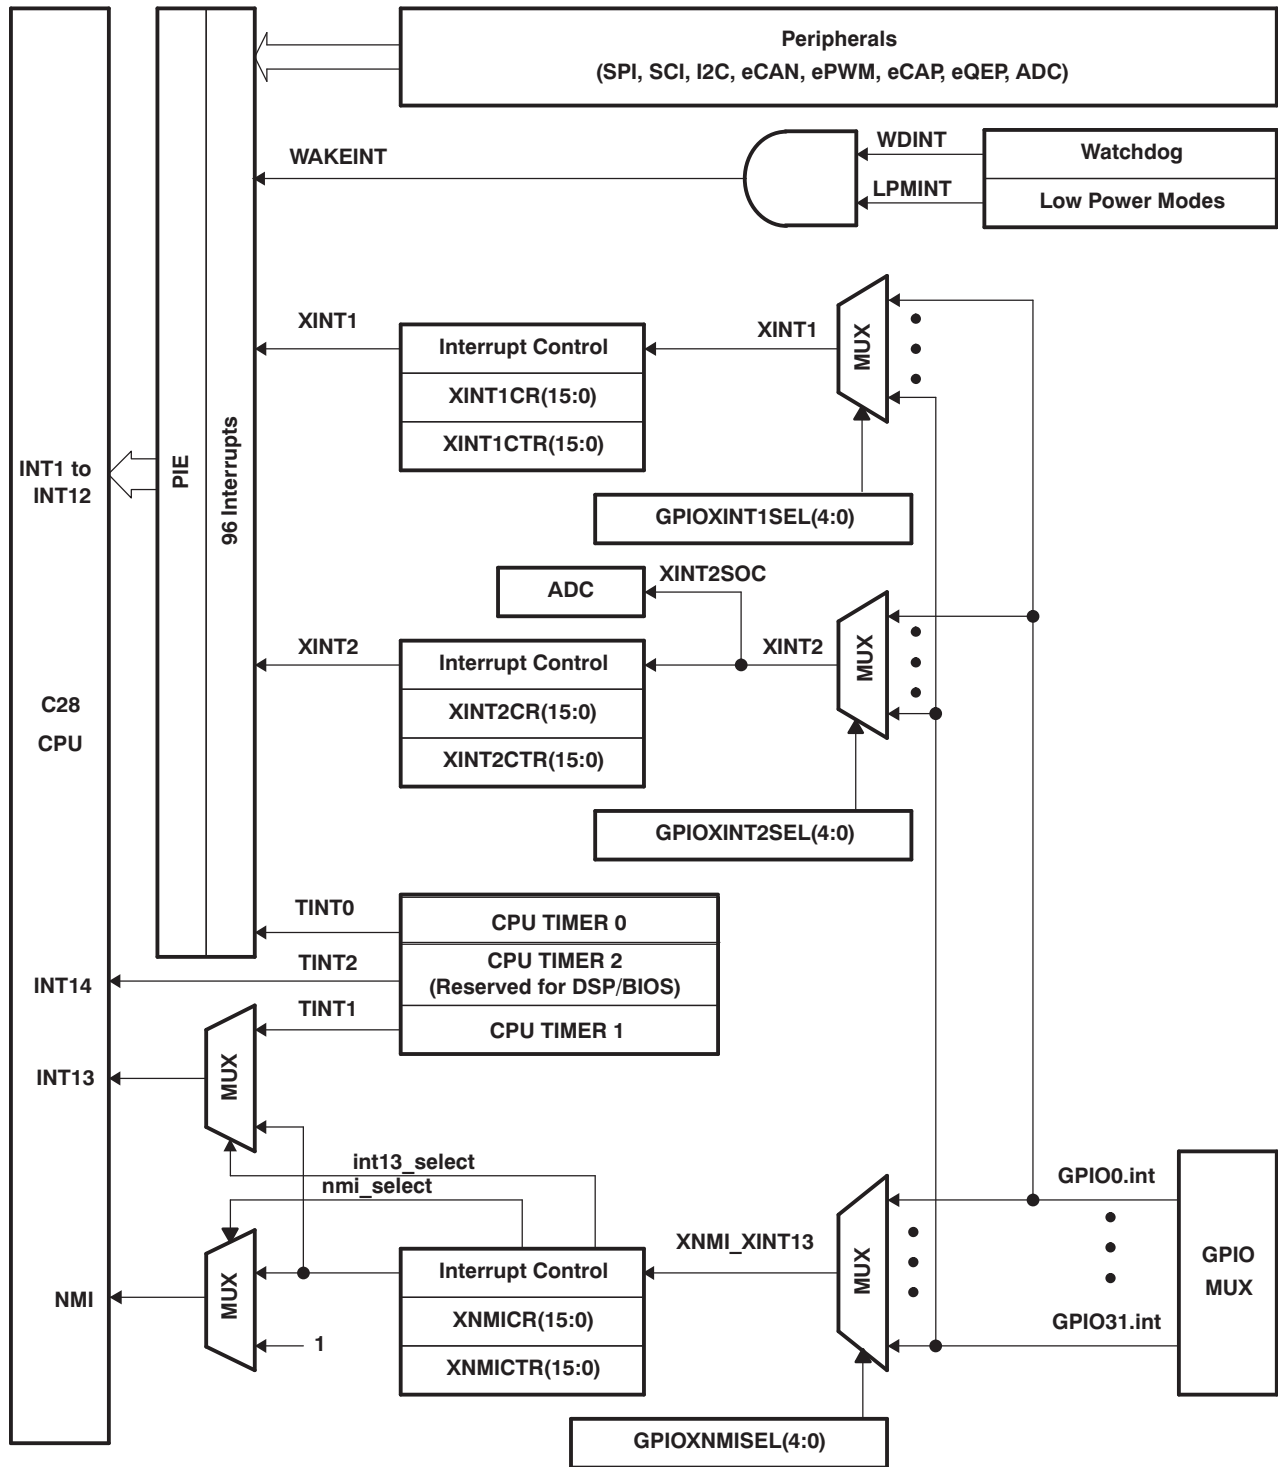 Peripherals
(SPI, SCI, I2C, eCAN, ePWM, eCAP, eQEP, ADC)
WDINT
Watchdog
WAKEINT
LPMINT
Low Power Modes
XINT1
Interrupt Control
XINT1CR(15:0)
XINT1CTR(15:0)
XINT1
MUX
GPIOXINT1SEL(4:0)
INT1 to
INT12
PIE
96 Interrupts
ADC
XINT2SOC
XINT2
Interrupt Control
XINT2CR(15:0)
XINT2CTR(15:0)
XINT2
MUX
GPIOXINT2SEL(4:0)
C28
CPU
TINT0
CPU TIMER 0
TINT2
CPU TIMER 2
(Reserved for DSP/BIOS)
TINT1
CPU TIMER 1
INT14
INT13
MUX
int13_select
nmi_select
NMI
MUX
1
Interrupt Control
XNMICR(15:0)
XNMICTR(15:0)
XNMI_XINT13
MUX
GPIOXNMISEL(4:0)
GPIO0.int
GPIO31.int
GPIO
MUX